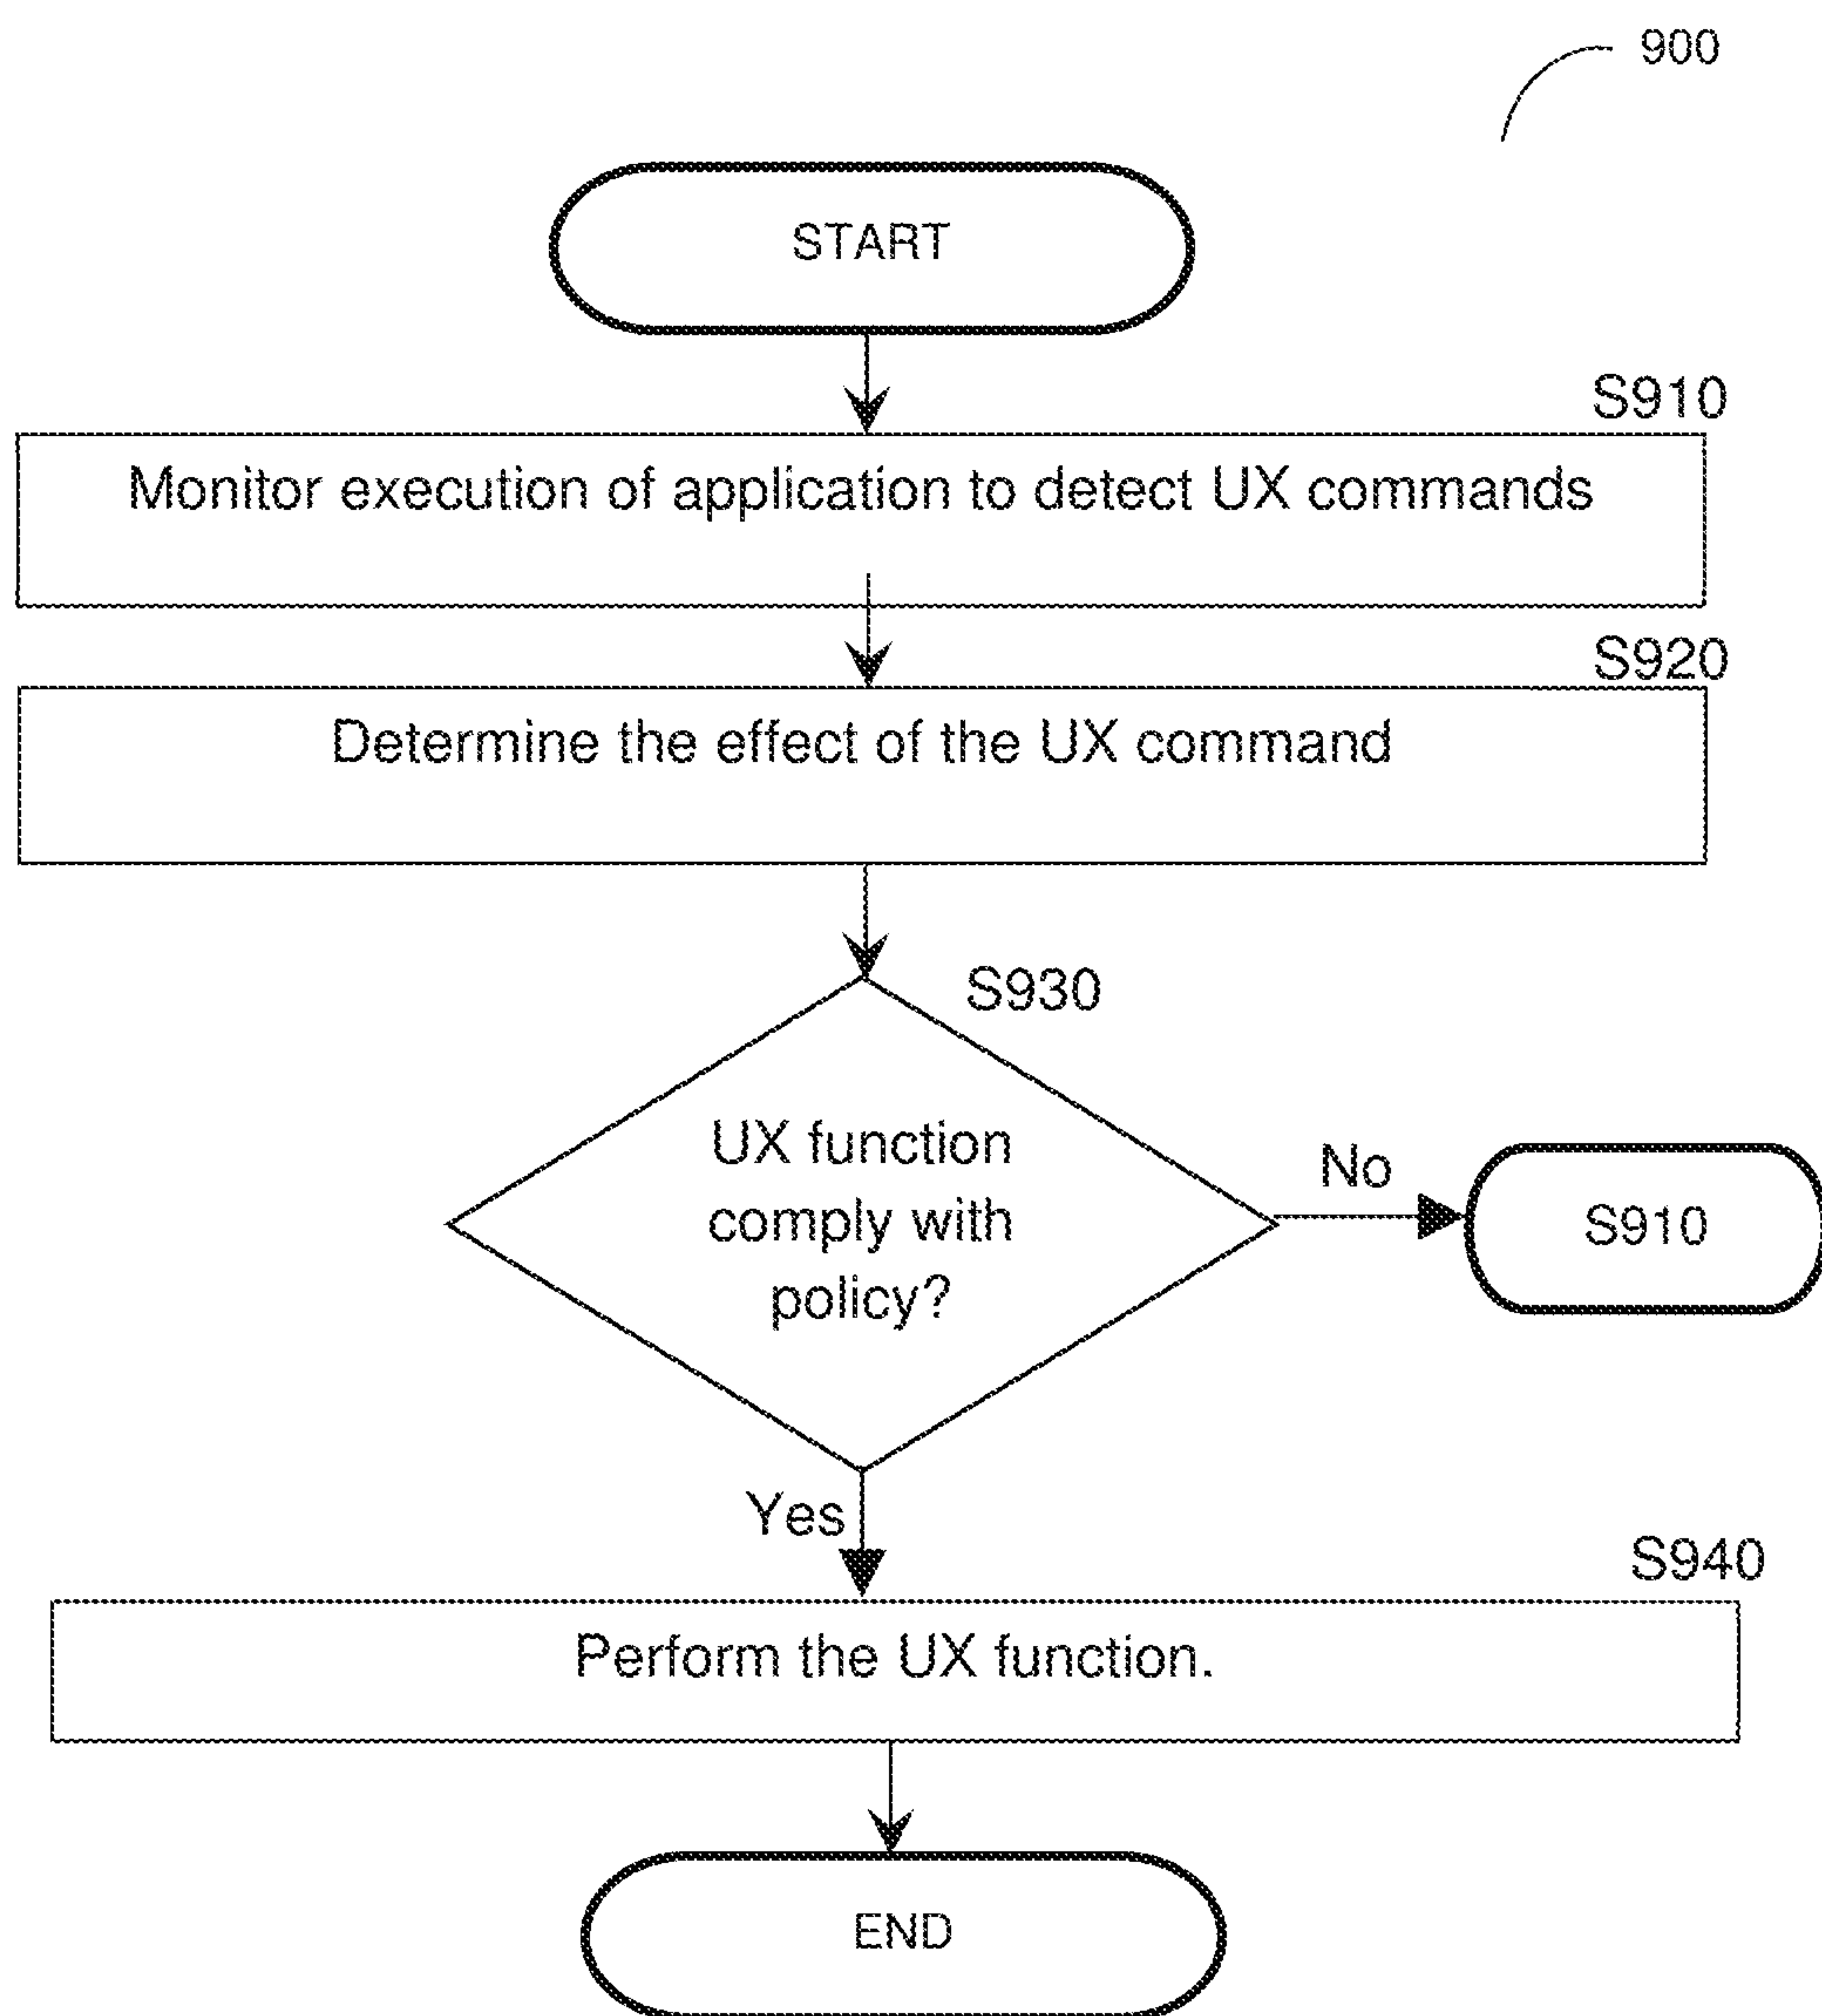 900
START
S910
Monitor execution of application to detect UX commands
S920
Determine the effect of the UX command
S930
UX function
comply with
policy?
No
S910
Yes
S940
Perform the UX function.
END